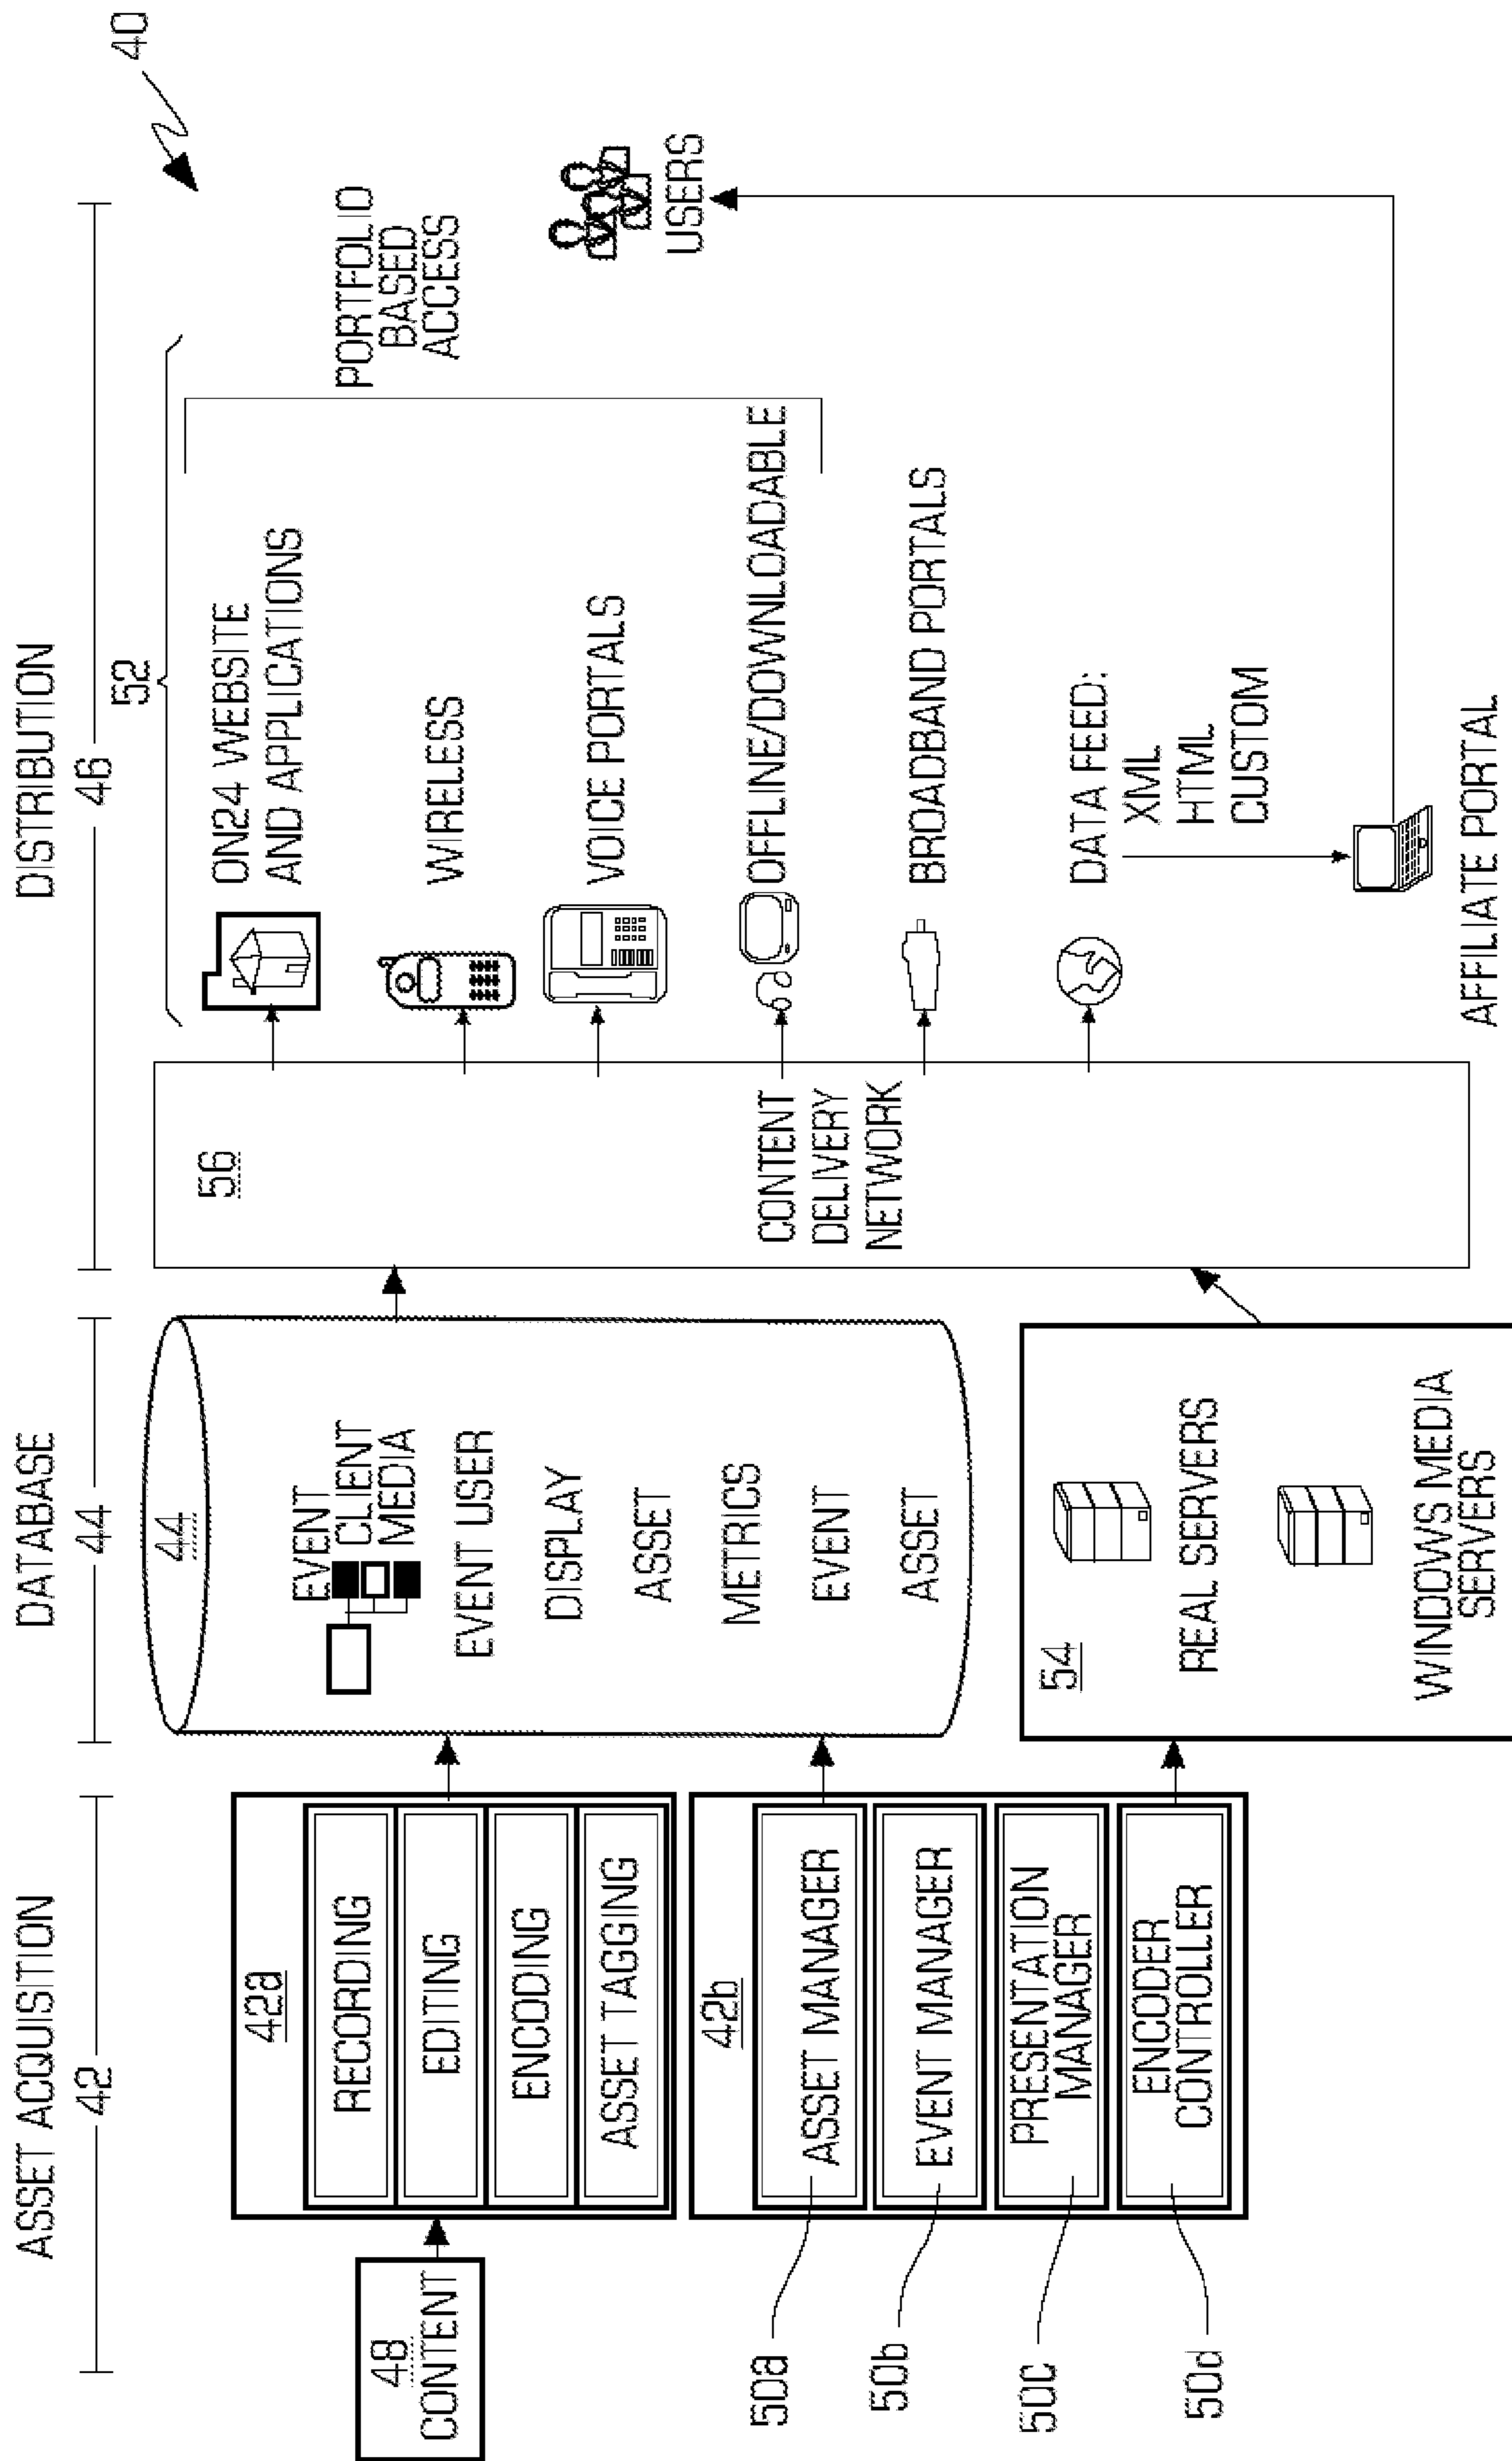 ASSET ACQUISITION
42
DATABASE
44
DISTRIBUTION
46
40
48
CONTENT
42a
RECORDING
EDITING
ENCODING
ASSET TAGGING
42b
ASSET MANAGER
EVENT MANAGER
PRESENTATION
MANAGER
ENCODER
CONTROLLER
50a
50b
50c
50d
44
EVENT
CLIENT
MEDIA
EVENT USER
DISPLAY
ASSET
METRICS
EVENT
ASSET
54
REAL SERVERS
WINDOWS MEDIA
SERVERS
56
CONTENT
DELIVERY
NETWORK
52
ON24 WEBSITE
AND APPLICATIONS
WIRELESS
VOICE PORTALS
OFFLINE/DOWNLOADABLE
BROADBAND PORTALS
DATA FEED:
XML
HTML
CUSTOM
AFFILIATE PORTAL
PORTFOLIO
BASED
ACCESS
USERS